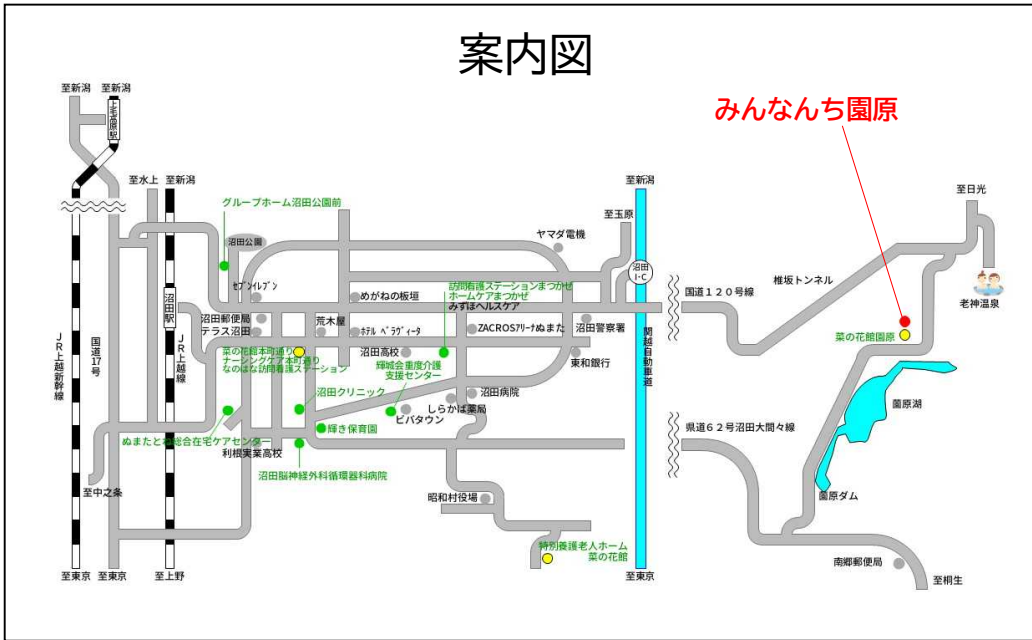 案内図
みんなんち園原
至新潟
至新潟
上毛高原駅
至水上
至新潟
グループホーム沼田公園前
至新潟
至玉原
至日光
沼田公園
ヤマダ電機
沼田
I・C
椎坂トンネル
老神温泉
セブンイレブン
めがねの板垣
訪問看護ステーションまつかぜ
ホームケアまつかぜ
みずほヘルスケア
国道１２０号線
沼田駅
沼田郵便局
テラス沼田
荒木屋
ホテル ベラヴィータ
ZACROSアリーナぬまた
沼田警察署
菜の花館園原
ＪＲ上越新幹線
国道17号
ＪＲ上越線
関越自動車道
菜の花館本町通り
ナーシングケア本町通り
なのはな訪問看護ステーション
沼田高校
輝城会重度介護
支援センター
東和銀行
沼田クリニック
沼田病院
しらかば薬局
ビバタウン
薗原湖
輝き保育園
県道６２号沼田大間々線
ぬまたとね総合在宅ケアセンター
利根実業高校
沼田脳神経外科循環器科病院
至中之条
昭和村役場
薗原ダム
特別養護老人ホーム
菜の花館
南郷郵便局
至東京
至東京
至上野
至東京
至桐生